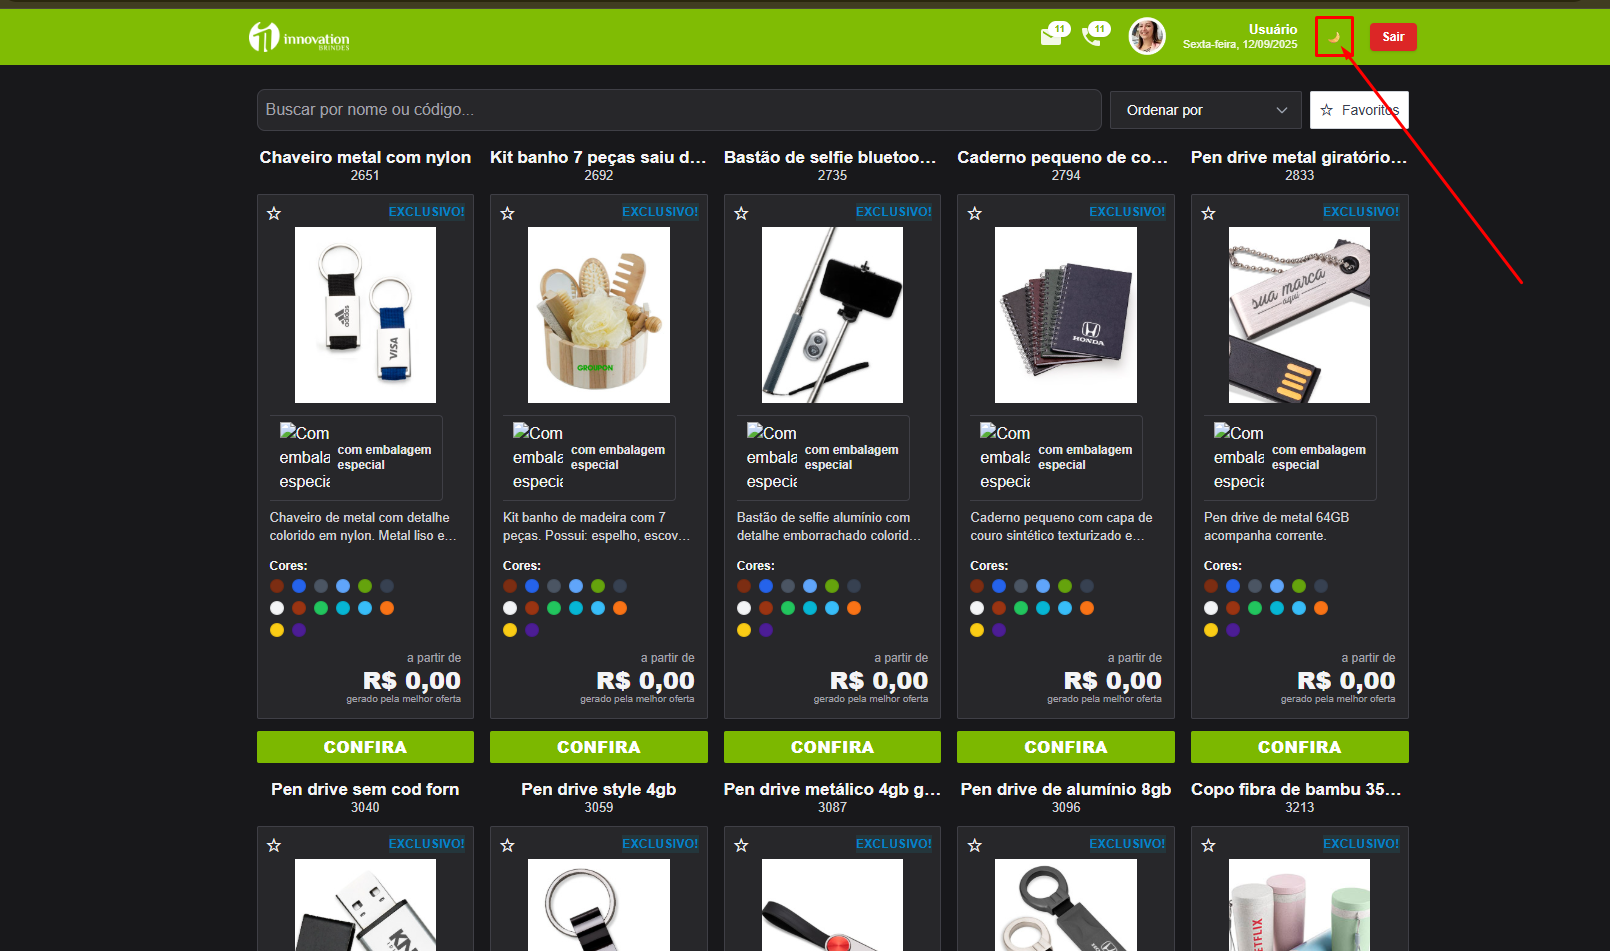 innovation
BRINDES
11
11
Usuário
Sexta-feira, 12/09/2025
Sair
Buscar por nome ou código...
Ordenar por
Favoritos
Chaveiro metal com nylon
2651
Kit banho 7 peças saiu d...
2692
Bastão de selfie bluetoo...
2735
Caderno pequeno de co...
2794
Pen drive metal giratório...
2833
EXCLUSIVO!
EXCLUSIVO!
EXCLUSIVO!
EXCLUSIVO!
EXCLUSIVO!
adidas
VISA
GROUPON
HONDA
sua marca
aqui
Com
embala
especia
com embalagem
especial
Com
embala
especia
com embalagem
especial
Com
embala
especia
com embalagem
especial
Com
embala
especia
com embalagem
especial
Com
embala
especia
com embalagem
especial
Chaveiro de metal com detalhe
colorido em nylon. Metal liso e...
Kit banho de madeira com 7
peças. Possui: espelho, escov...
Bastão de selfie alumínio com
detalhe emborrachado colorid...
Caderno pequeno com capa de
couro sintético texturizado e...
Pen drive de metal 64GB
acompanha corrente.
Cores:
Cores:
Cores:
Cores:
Cores:
a partir de
R$ 0,00
gerado pela melhor oferta
a partir de
R$ 0,00
gerado pela melhor oferta
a partir de
R$ 0,00
gerado pela melhor oferta
a partir de
R$ 0,00
gerado pela melhor oferta
a partir de
R$ 0,00
gerado pela melhor oferta
CONFIRA
CONFIRA
CONFIRA
CONFIRA
CONFIRA
Pen drive sem cod forn
3040
Pen drive style 4gb
3059
Pen drive metálico 4gb g...
3087
Pen drive de alumínio 8gb
3096
Copo fibra de bambu 35...
3213
EXCLUSIVO!
EXCLUSIVO!
EXCLUSIVO!
EXCLUSIVO!
EXCLUSIVO!
HONDA